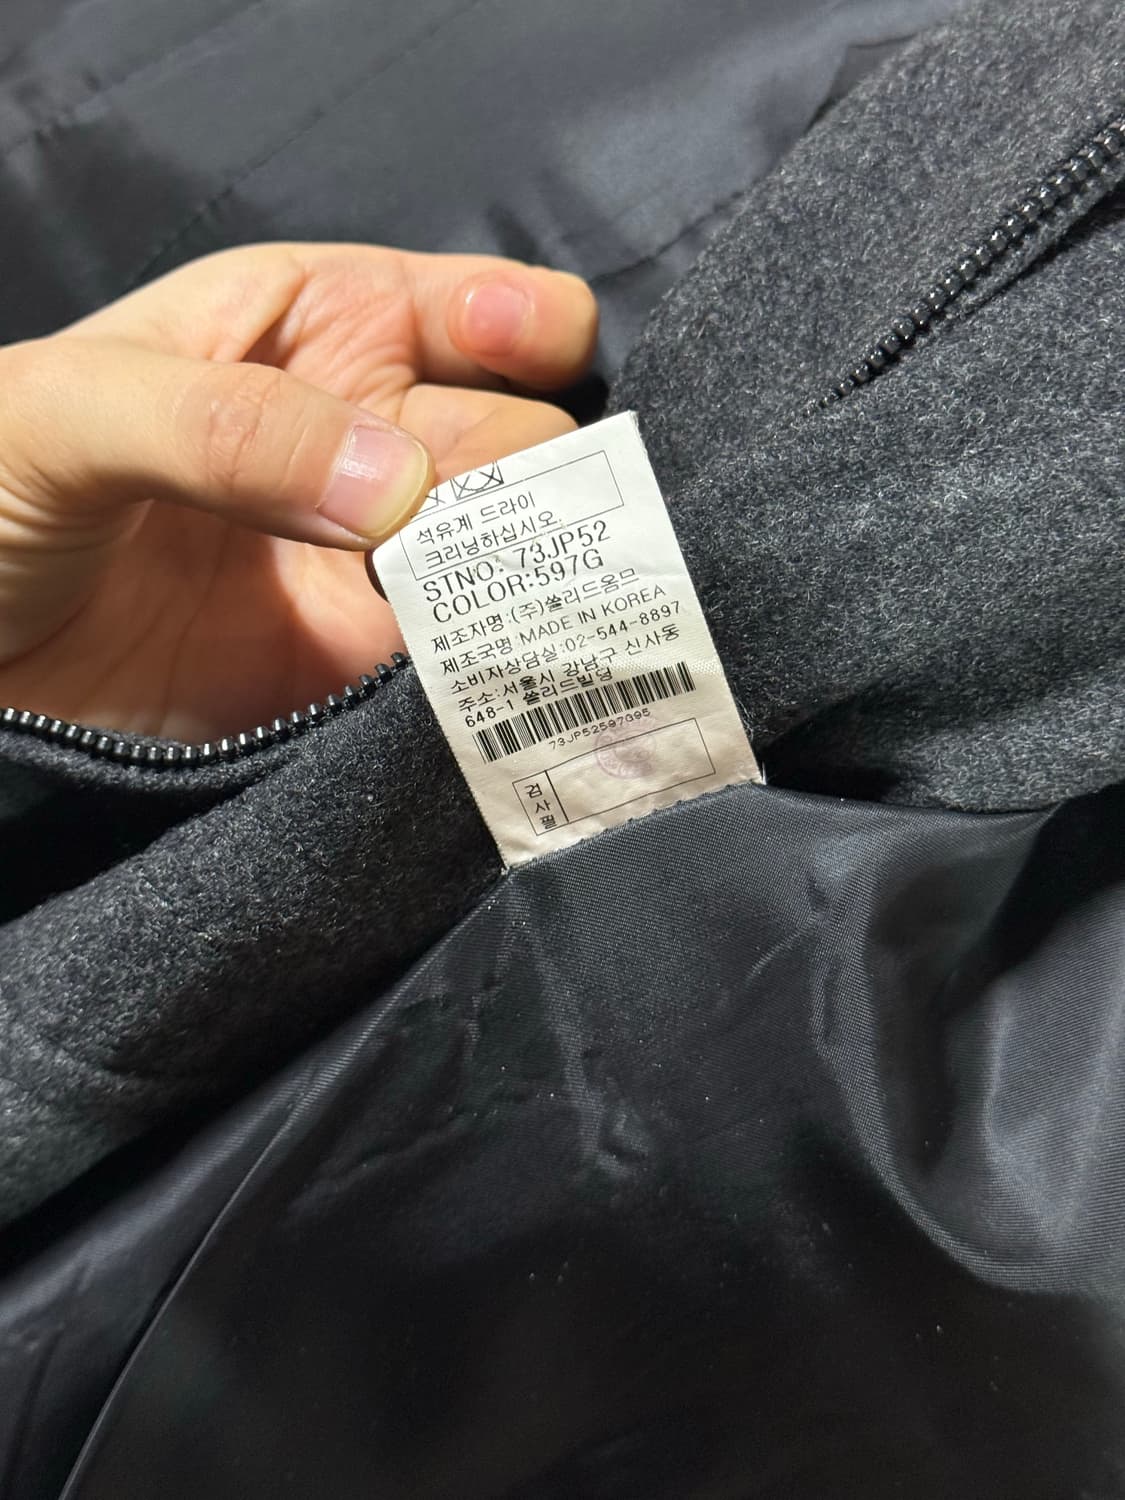 석유계 드라이
크리닝하십시오.
STNO: 73JP52
COLOR:597G
제조자명:(주)쏠리드옴므
제조국명:MADE IN KOREA
소비자상담실:02-544-8897
주소:서울시 강남구 신사동
648-1 쏠리드빌딩
73JP52597G95
검사필